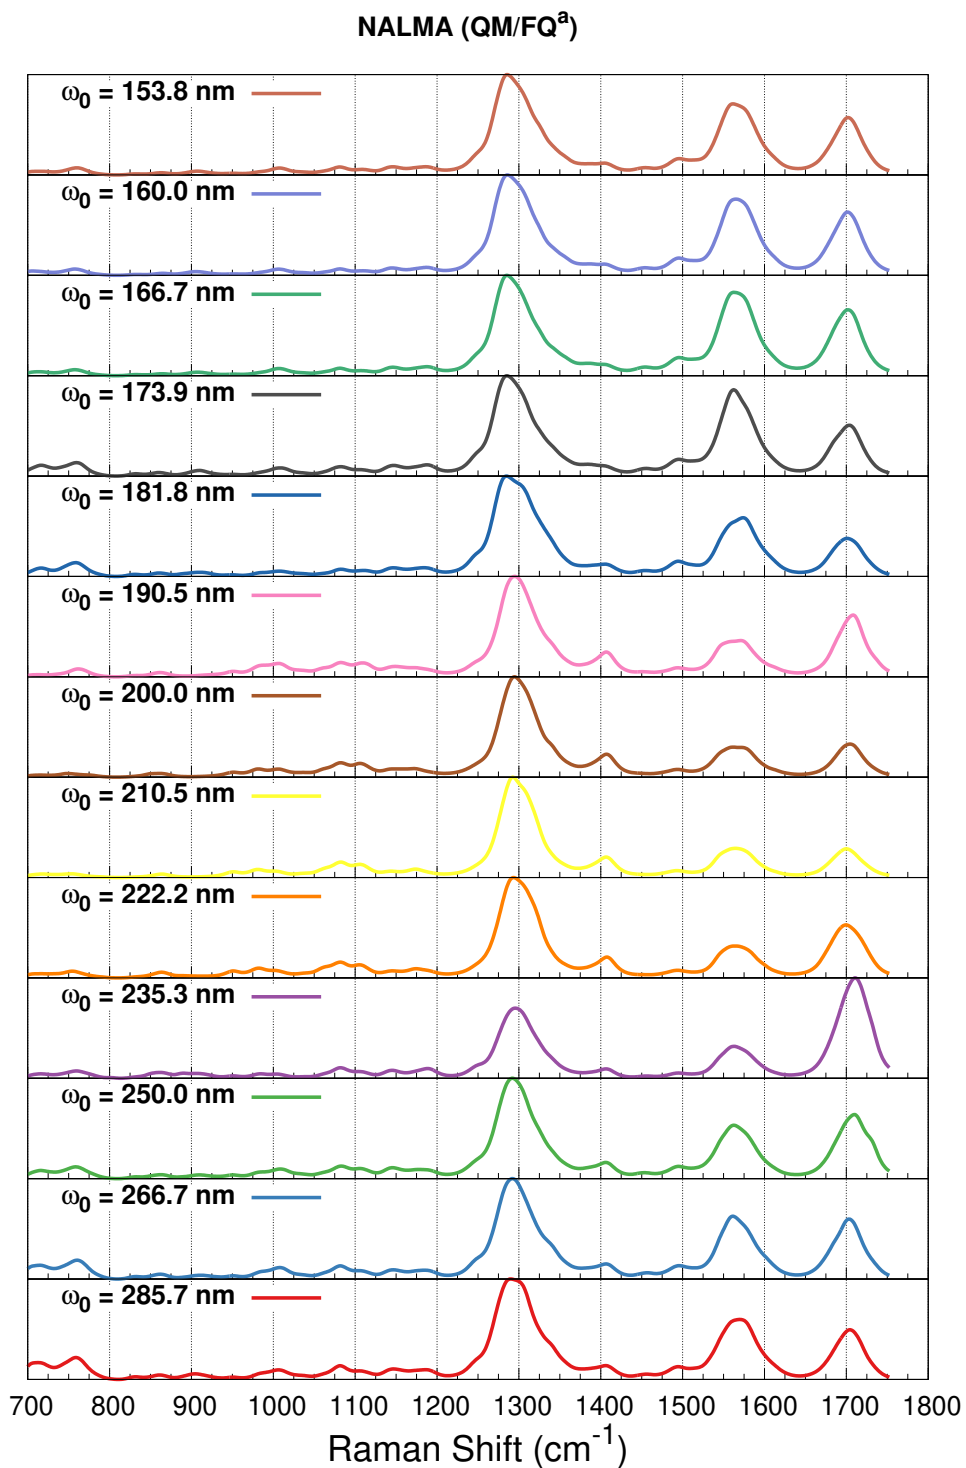 NALMA (QM/FQᵃ)
ω₀ = 153.8 nm
ω₀ = 160.0 nm
ω₀ = 166.7 nm
ω₀ = 173.9 nm
ω₀ = 181.8 nm
ω₀ = 190.5 nm
ω₀ = 200.0 nm
ω₀ = 210.5 nm
ω₀ = 222.2 nm
ω₀ = 235.3 nm
ω₀ = 250.0 nm
ω₀ = 266.7 nm
ω₀ = 285.7 nm
700 800 900 1000 1100 1200 1300 1400 1500 1600 1700 1800
Raman Shift (cm⁻¹)